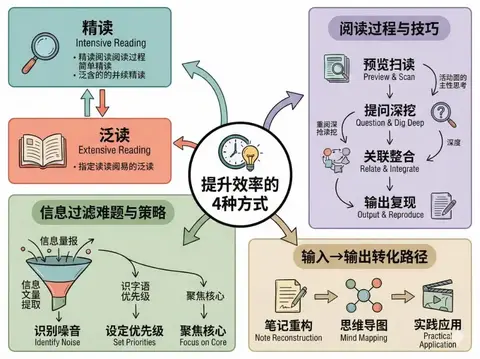 精读
Intensive Reading
• 精读阅读阅读过程
简单精读
• 泛含的的并续精读
泛读
Extensive Reading
• 指定读读阅易的泛读
提升效率的
4种方式
阅读过程与技巧
预览扫读
Preview & Scan
活动圆的
主性思考
提问深挖
Question & Dig Deep
重阅深
抢读挖
深度
关联整合
Relate & Integrate
输出复现
Output & Reproduce
信息过滤难题与策略
信息量报
信息
文量
提取
识字语
优先级
聚焦核心
识别噪音
Identify Noise
设定优先级
Set Priorities
聚焦核心
Focus on Core
输入→输出转化路径
笔记重构
Note Reconstruction
思维导图
Mind Mapping
实践应用
Practical
Application